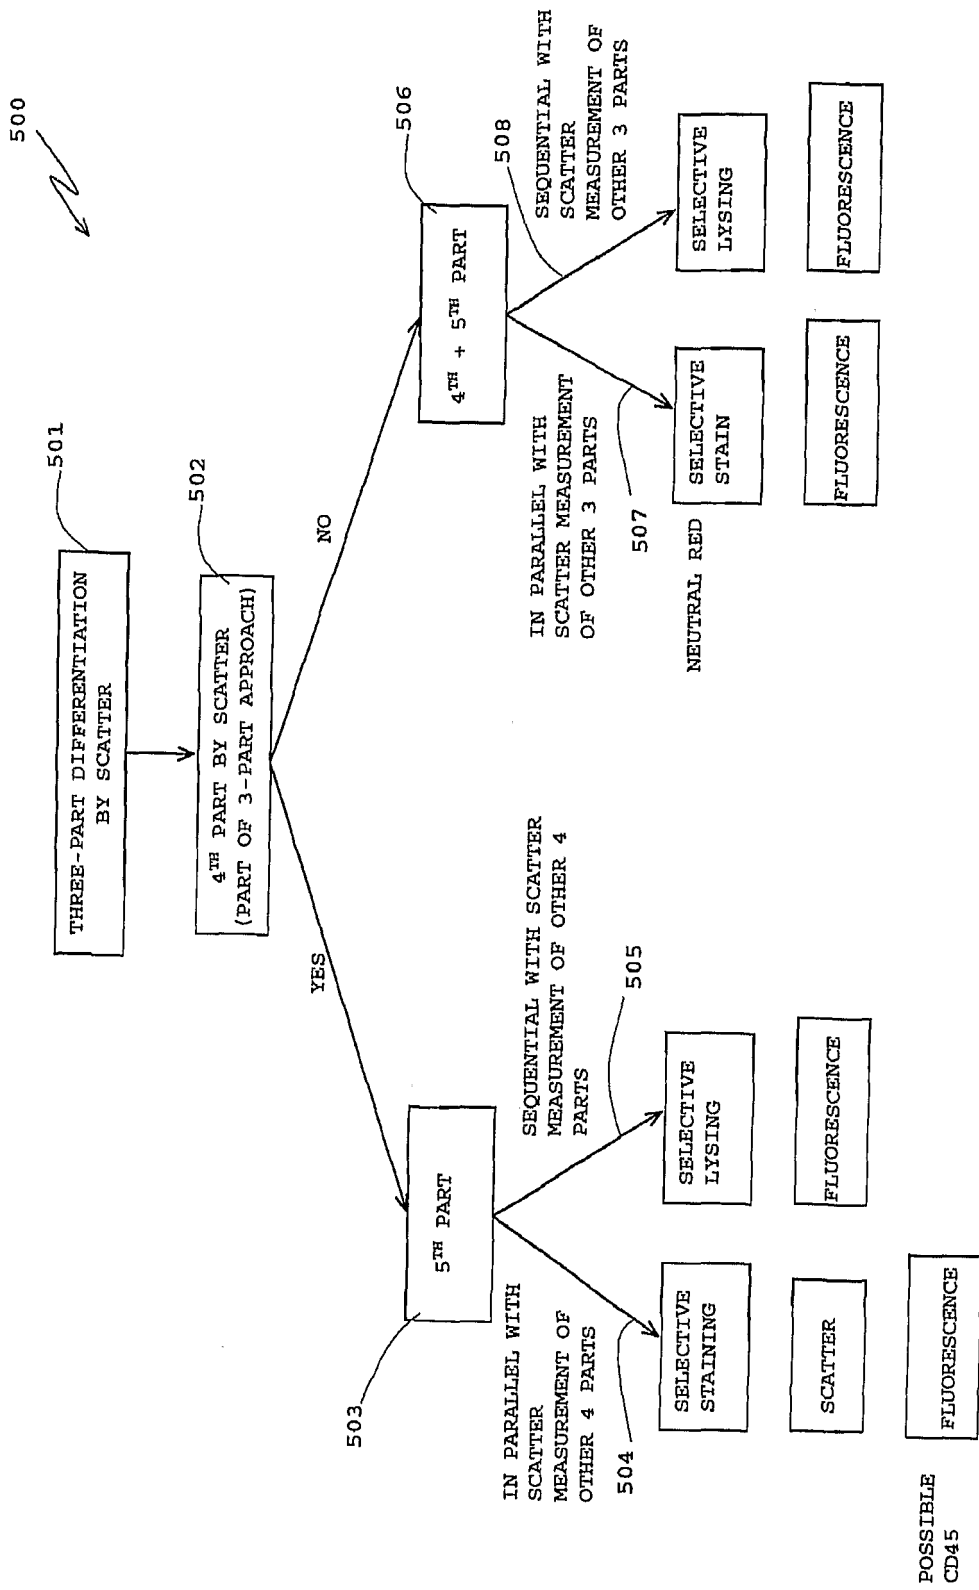 500
THREE-PART DIFFERENTIATION
BY SCATTER
501
4TH PART BY SCATTER
(PART OF 3-PART APPROACH)
502
YES
NO
503
5TH PART
4TH + 5TH PART
506
IN PARALLEL WITH
SCATTER
MEASUREMENT OF
OTHER 4 PARTS
504
SEQUENTIAL WITH SCATTER
MEASUREMENT OF OTHER 4
PARTS
505
IN PARALLEL WITH
SCATTER MEASUREMENT
OF OTHER 3 PARTS
507
SEQUENTIAL WITH
SCATTER
MEASUREMENT OF
OTHER 3 PARTS
508
SELECTIVE
STAINING
SELECTIVE
LYSING
NEUTRAL RED
SELECTIVE
STAIN
SELECTIVE
LYSING
SCATTER
FLUORESCENCE
FLUORESCENCE
FLUORESCENCE
POSSIBLE
CD45
FLUORESCENCE